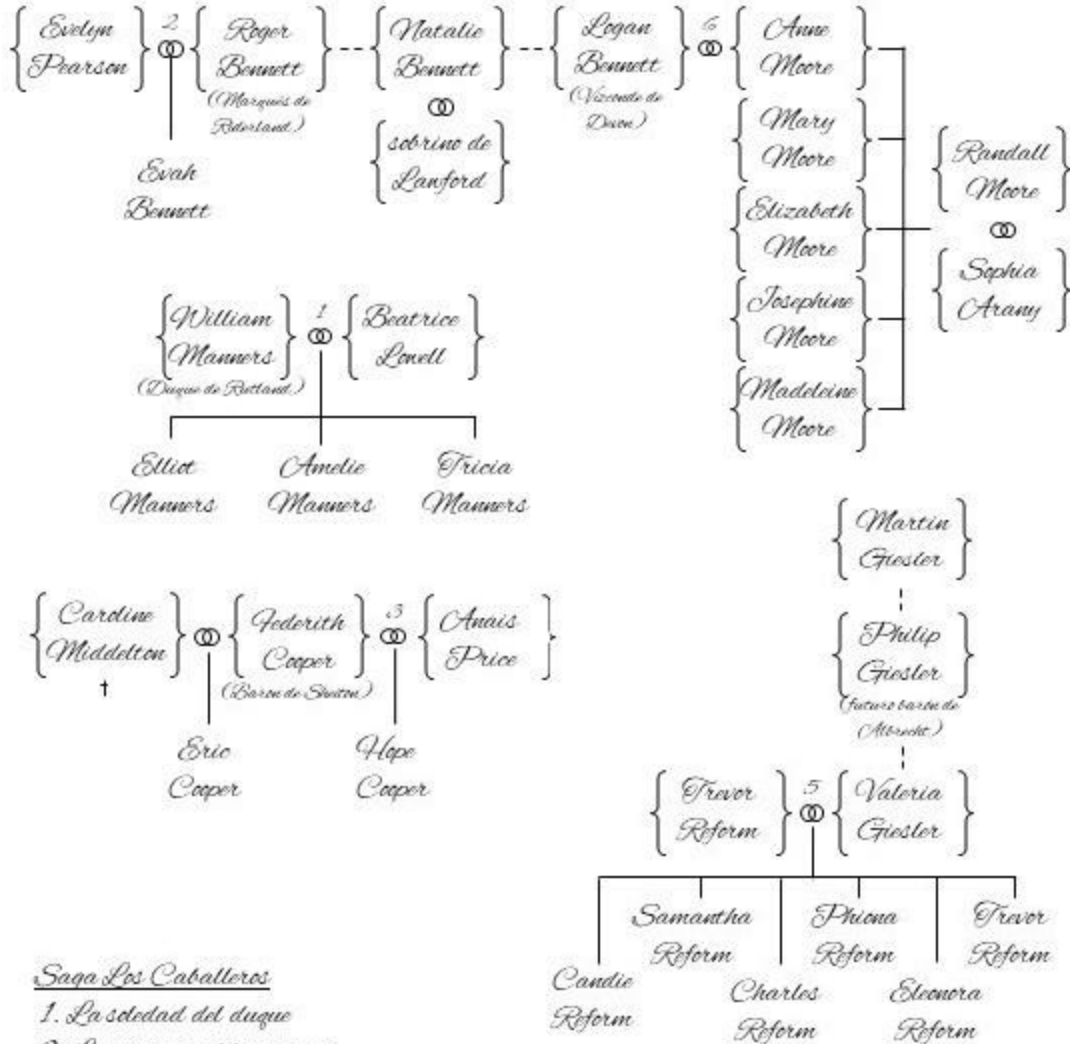 Evelyn
Pearson
2
Roger
Bennett
(Marqués de
Riderland)
Natalie
Bennett
sobrino de
Lawford
Logan
Bennett
(Vizconde de
Devon)
6
Anne
Moore
Mary
Moore
Elizabeth
Moore
Josephine
Moore
Madeleine
Moore
Randall
Moore
Sophia
Arany
Evah
Bennett
William
Manners
(Duque de Rutland)
1
Beatrice
Lowell
Elliot
Manners
Amelie
Manners
Tricia
Manners
Caroline
Middelton
†
Federith
Cooper
(Baron de Sheiton)
3
Anais
Price
Eric
Cooper
Hope
Cooper
Martin
Giesler
Philip
Giesler
(futuro barón de
Albrecht)
Trevor
Reform
5
Valeria
Giesler
Candie
Reform
Samantha
Reform
Charles
Reform
Phiona
Reform
Eleonora
Reform
Trevor
Reform
Saga Los Caballeros
1. La soledad del duque